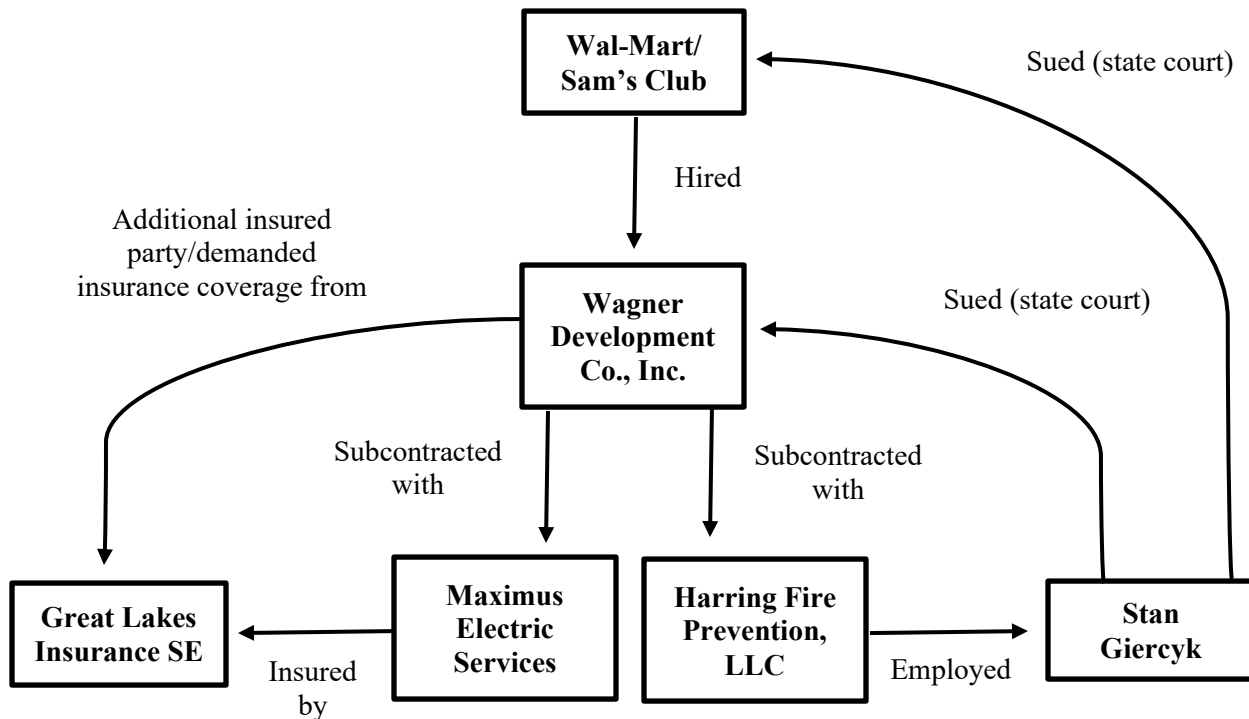 Wal-Mart/
Sam’s Club
Sued (state court)
Hired
Additional insured
party/demanded
insurance coverage from
Wagner
Development
Co., Inc.
Sued (state court)
Subcontracted
with
Subcontracted
with
Great Lakes
Insurance SE
Insured
by
Maximus
Electric
Services
Harring Fire
Prevention,
LLC
Employed
Stan
Giercyk